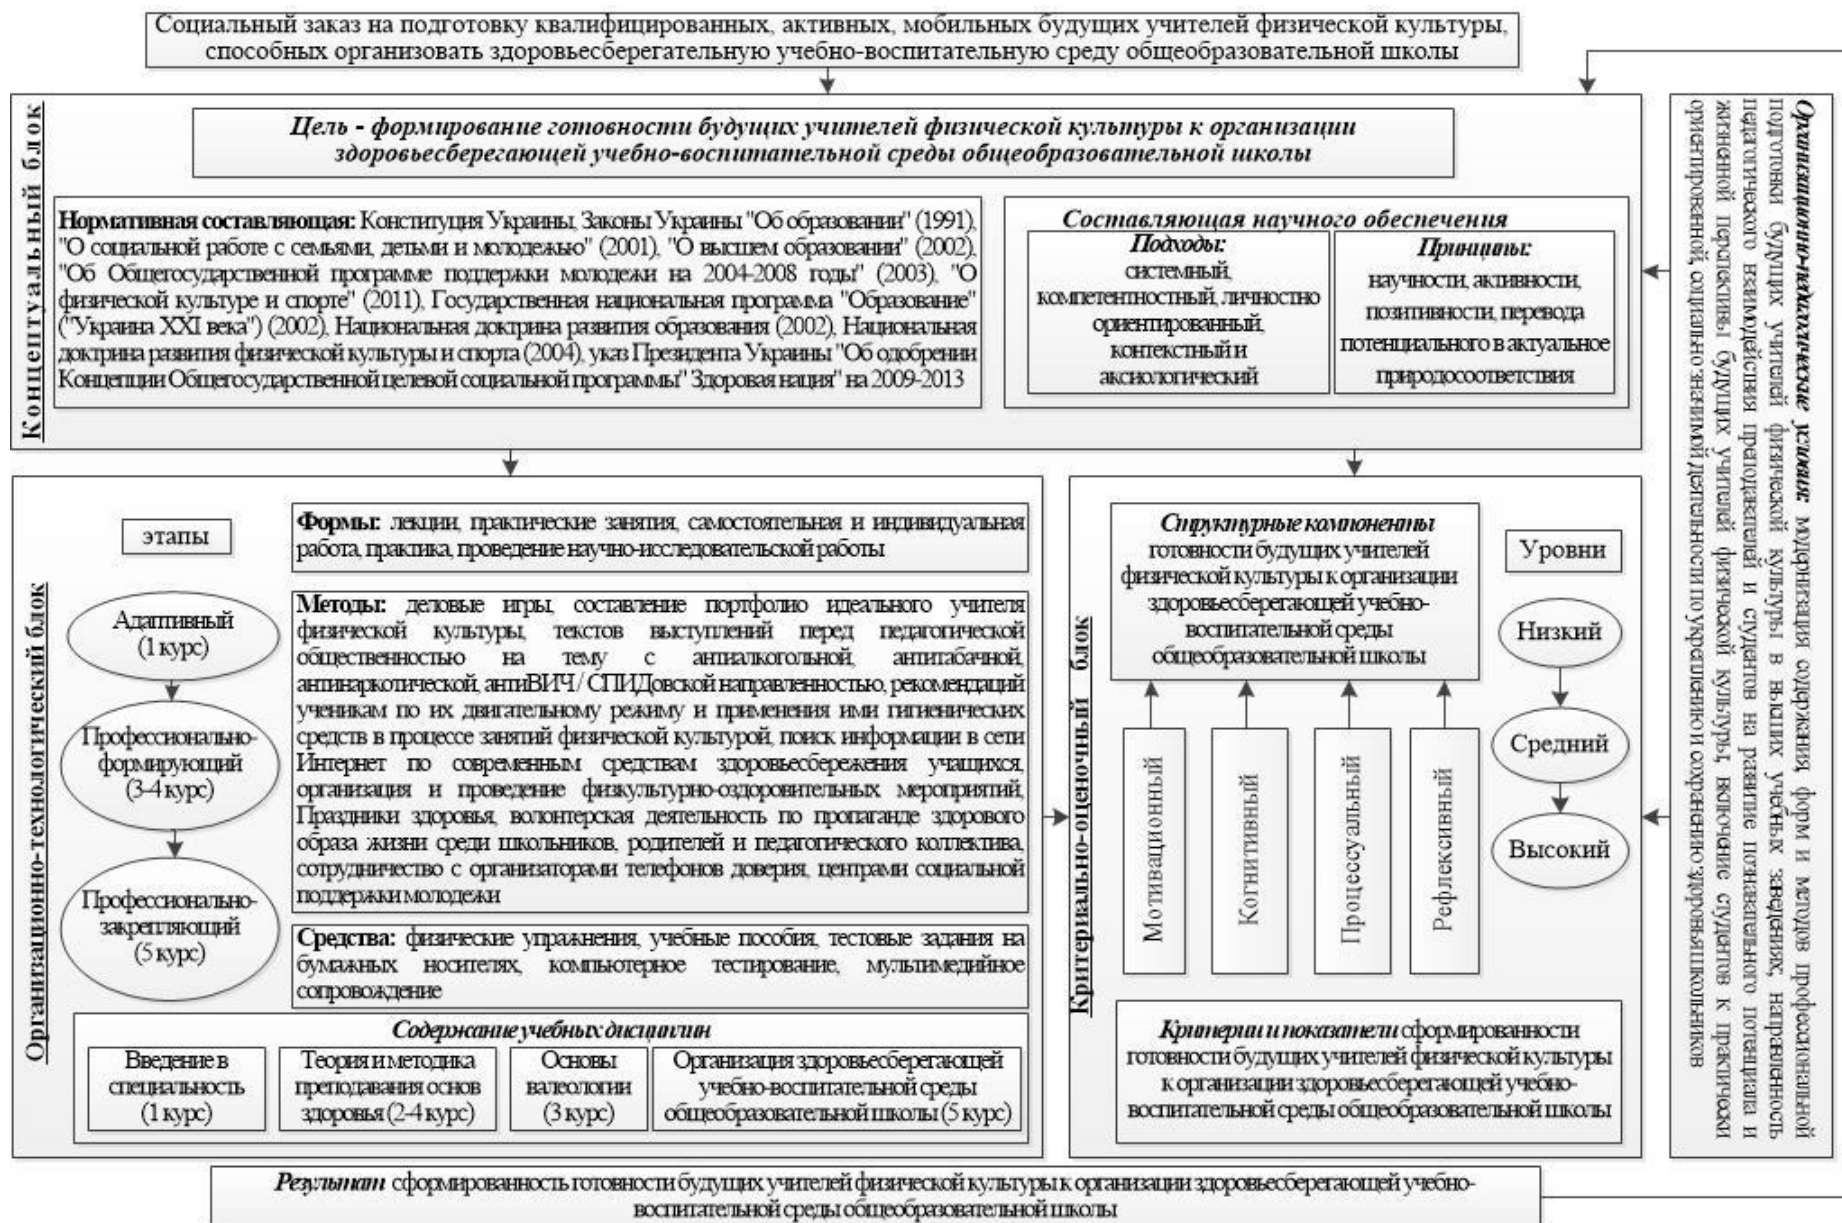 Социальный заказ на подготовку квалифицированных, активных, мобильных будущих учителей физической культуры,
способных организовать здоровьесберегательную учебно-воспитательную среду общеобразовательной школы
Концептуальный блок
Цель - формирование готовности будущих учителей физической культуры к организации
здоровьесберегающей учебно-воспитательной среды общеобразовательной школы
Нормативная составляющая: Конституция Украины, Законы Украины "Об образовании" (1991),
"О социальной работе с семьями, детьми и молодежью" (2001), "О высшем образовании" (2002),
"Об Общегосударственной программе поддержки молодежи на 2004-2008 годы" (2003), "О
физической культуре и спорте" (2011), Государственная национальная программа "Образование"
("Украина XXI века") (2002), Национальная доктрина развития образования (2002), Национальная
доктрина развития физической культуры и спорта (2004), указ Президента Украины "Об одобрении
Концепции Общегосударственной целевой социальной программы" Здоровая нация" на 2009-2013
Составляющая научного обеспечения
Подходы:
системный,
компетентностный, личностно
ориентированный,
контекстный и
аксиологический
Принципы:
научности, активности,
позитивности, перевода
потенциального в актуальное
природосоответствия
Организационно-педагогические условия: модернизация содержания, форм и методов профессиональной
подготовки будущих учителей физической культуры в высших учебных заведениях; направленность
педагогического взаимодействия преподавателей и студентов на развитие познавательного потенциала и
жизненной перспективы будущих учителей физической культуры, включение студентов к практически
ориентированной, социально значимой деятельности по укреплению и сохранению здоровья школьников
Организационно-технологический блок
этапы
Адаптивный
(1 курс)
Профессионально-
формирующий
(3-4 курс)
Профессионально-
закрепляющий
(5 курс)
Формы: лекции, практические занятия, самостоятельная и индивидуальная
работа, практика, проведение научно-исследовательской работы
Методы: деловые игры, составление портфолио идеального учителя
физической культуры, текстов выступлений перед педагогической
общественностью на тему с антиалкогольной, антитабачной,
антинаркотической, антиВИЧ / СПИДовской направленностью, рекомендаций
ученикам по их двигательному режиму и применения ими гигиенических
средств в процессе занятий физической культурой, поиск информации в сети
Интернет по современным средствам здоровьесбережения учащихся,
организация и проведение физкультурно-оздоровительных мероприятий,
Праздники здоровья, волонтерская деятельность по пропаганде здорового
образа жизни среди школьников, родителей и педагогического коллектива,
сотрудничество с организаторами телефонов доверия, центрами социальной
поддержки молодежи
Средства: физические упражнения, учебные пособия, тестовые задания на
бумажных носителях, компьютерное тестирование, мультимедийное
сопровождение
Содержание учебных дисциплин
Введение в
специальность
(1 курс)
Теория и методика
преподавания основ
здоровья (2-4 курс)
Основы
валеологии
(3 курс)
Организация здоровьесберегающей
учебно-воспитательной среды
общеобразовательной школы (5 курс)
Критериально-оценочный блок
Структурные компоненты
готовности будущих учителей
физической культуры к организации
здоровьесберегающей учебно-
воспитательной среды
общеобразовательной школы
Мотивационный
Когнитивный
Процессуальный
Рефлексивный
Уровни
Низкий
Средний
Высокий
Критерии и показатели сформированности
готовности будущих учителей физической культуры
к организации здоровьесберегающей учебно-
воспитательной среды общеобразовательной школы
Результат сформированность готовности будущих учителей физической культуры к организации здоровьесберегающей учебно-
воспитательной среды общеобразовательной школы